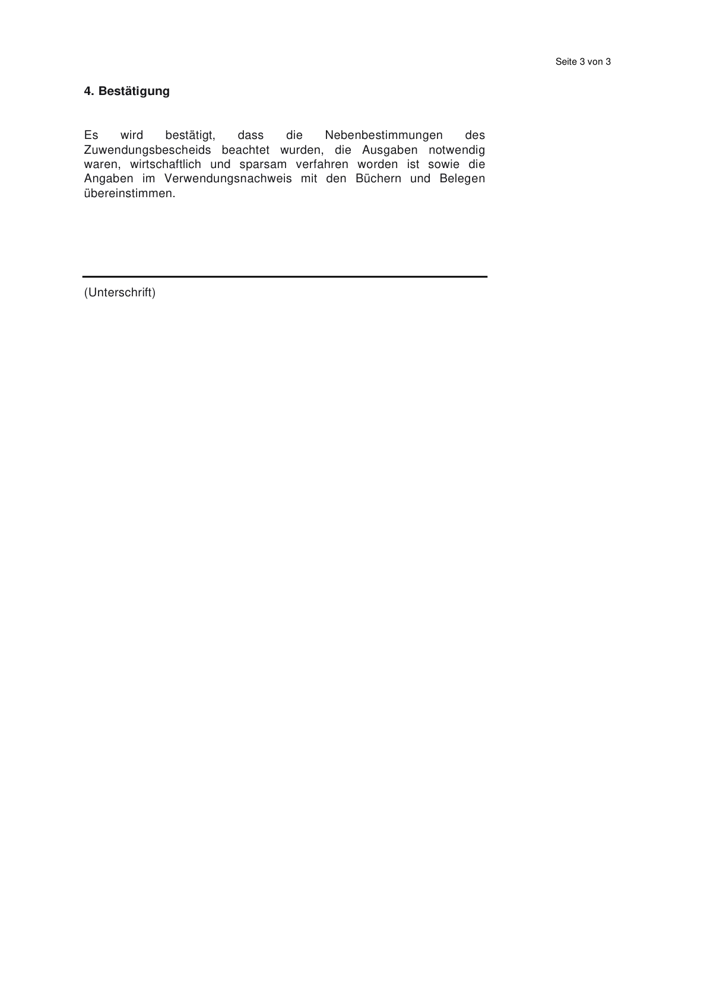 Seite 3 von 3
4. Bestätigung
Es wird bestätigt, dass die Nebenbestimmungen des
Zuwendungsbescheids beachtet wurden, die Ausgaben notwendig
waren, wirtschaftlich und sparsam verfahren worden ist sowie die
Angaben im Verwendungsnachweis mit den Büchern und Belegen
übereinstimmen.
(Unterschrift)